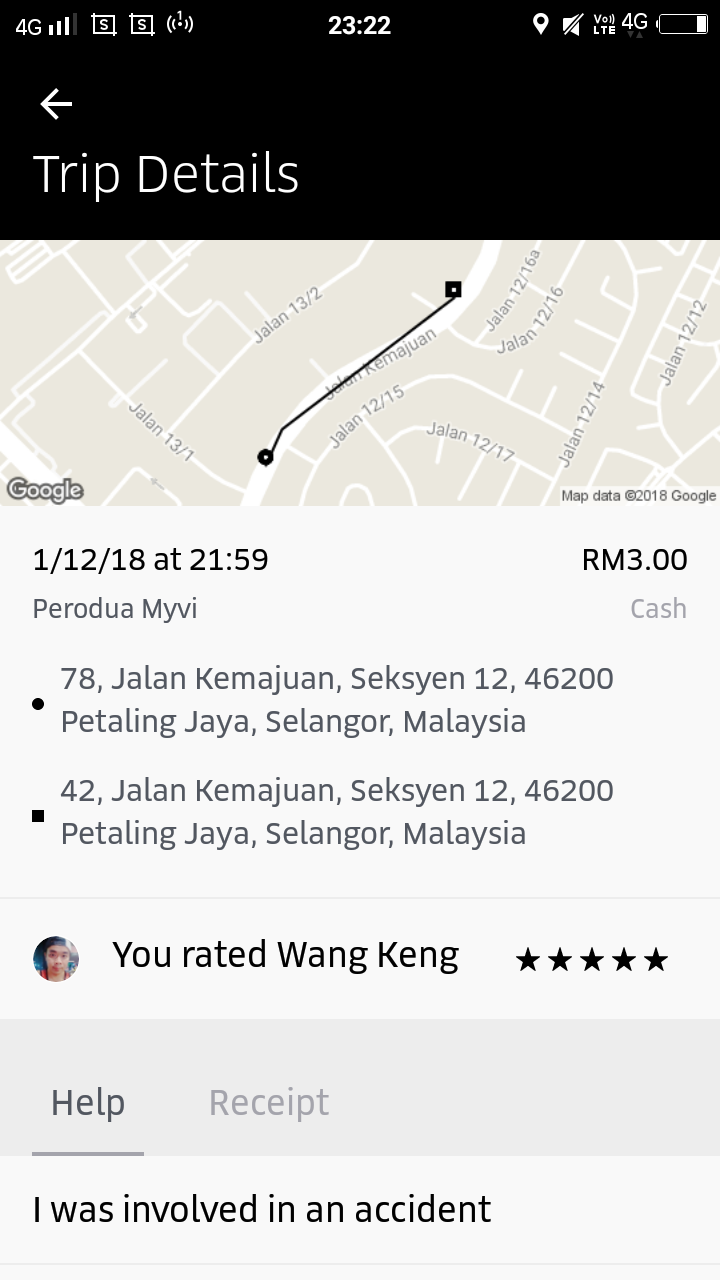 4G S S 23:22 Vo)) LTE 4G
Trip Details
Jalan 13/2
Jalan 12/16a
Jalan 12/16
Jalan 12/12
Jalan Kemajuan
Jalan 12/15
Jalan 12/14
Jalan 13/1
Jalan 12/17
Google
Map data ©2018 Google
1/12/18 at 21:59 RM3.00
Perodua Myvi Cash
78, Jalan Kemajuan, Seksyen 12, 46200
Petaling Jaya, Selangor, Malaysia
42, Jalan Kemajuan, Seksyen 12, 46200
Petaling Jaya, Selangor, Malaysia
You rated Wang Keng ★★★★★
Help Receipt
I was involved in an accident